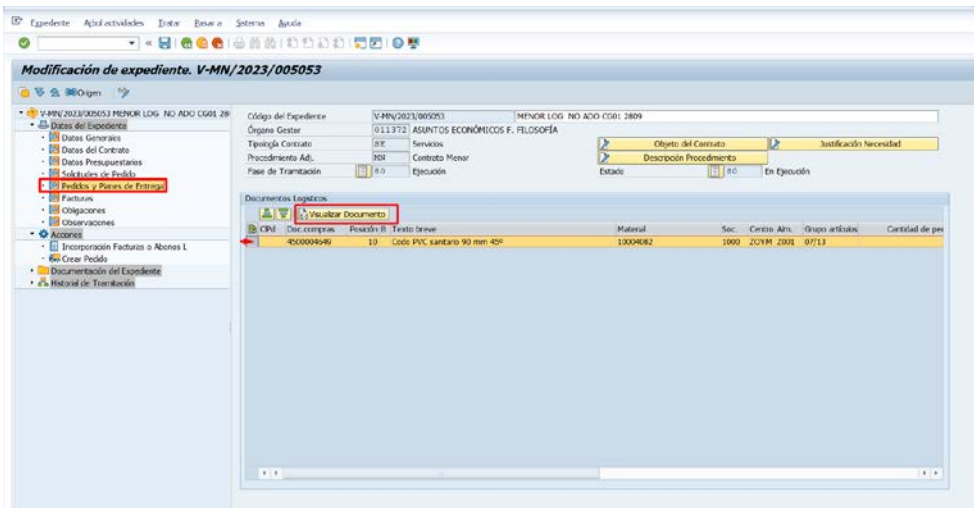 Expediente Árbol actividades Tratar Pasar a Sistema Ayuda
Modificación de expediente. V-MN/2023/005053
Origen
V-MN/2023/005053 MENOR LOG NO ADO CG01 28
Datos del Expediente
Datos Generales
Datos del Contrato
Datos Presupuestarios
Solicitudes de Pedido
Pedidos y Planes de Entrega
Facturas
Obligaciones
Observaciones
Acciones
Incorporación Facturas o Abonos L
Crear Pedido
Documentación del Expediente
Historial de Tramitación
Código del Expediente V-MN/2023/005053 MENOR LOG NO ADO CG01 2809
Órgano Gestor 011372 ASUNTOS ECONÓMICOS F. FILOSOFÍA
Tipología Contrato SE Servicios Objeto del Contrato Justificación Necesidad
Procedimiento Adj. MN Contrato Menor Descripción Procedimiento
Fase de Tramitación 80 Ejecución Estado 80 En Ejecución
Documentos Logísticos
Visualizar Documento
ClPd Doc.compras Posición B Texto breve Material Soc. Centro Alm. Grupo artículos Cantidad de ped
4500004649 10 Codo PVC sanitario 90 mm 45º 10004082 1000 ZOYM Z001 07/13